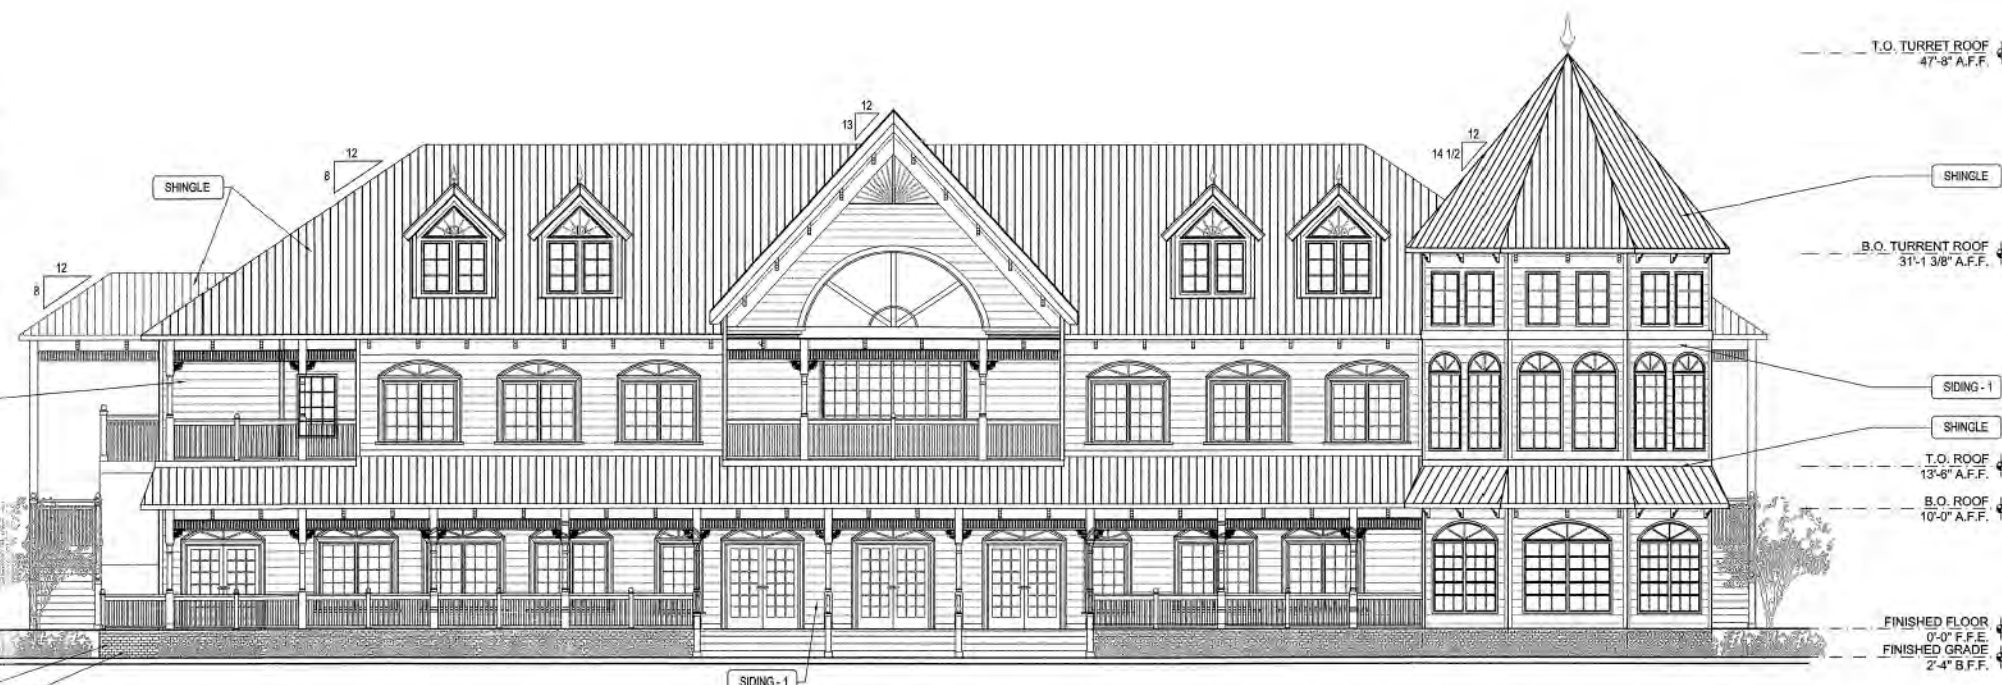 T.O. TURRET ROOF
47'-8" A.F.F.
12
13
12
14 1/2
12
8
SHINGLE
SHINGLE
B.O. TURRENT ROOF
31'-1 3/8" A.F.F.
12
8
SIDING - 1
SHINGLE
T.O. ROOF
13'-6" A.F.F.
B.O. ROOF
10'-0" A.F.F.
FINISHED FLOOR
0'-0" F.F.E.
FINISHED GRADE
2'-4" B.F.F.
SIDING - 1